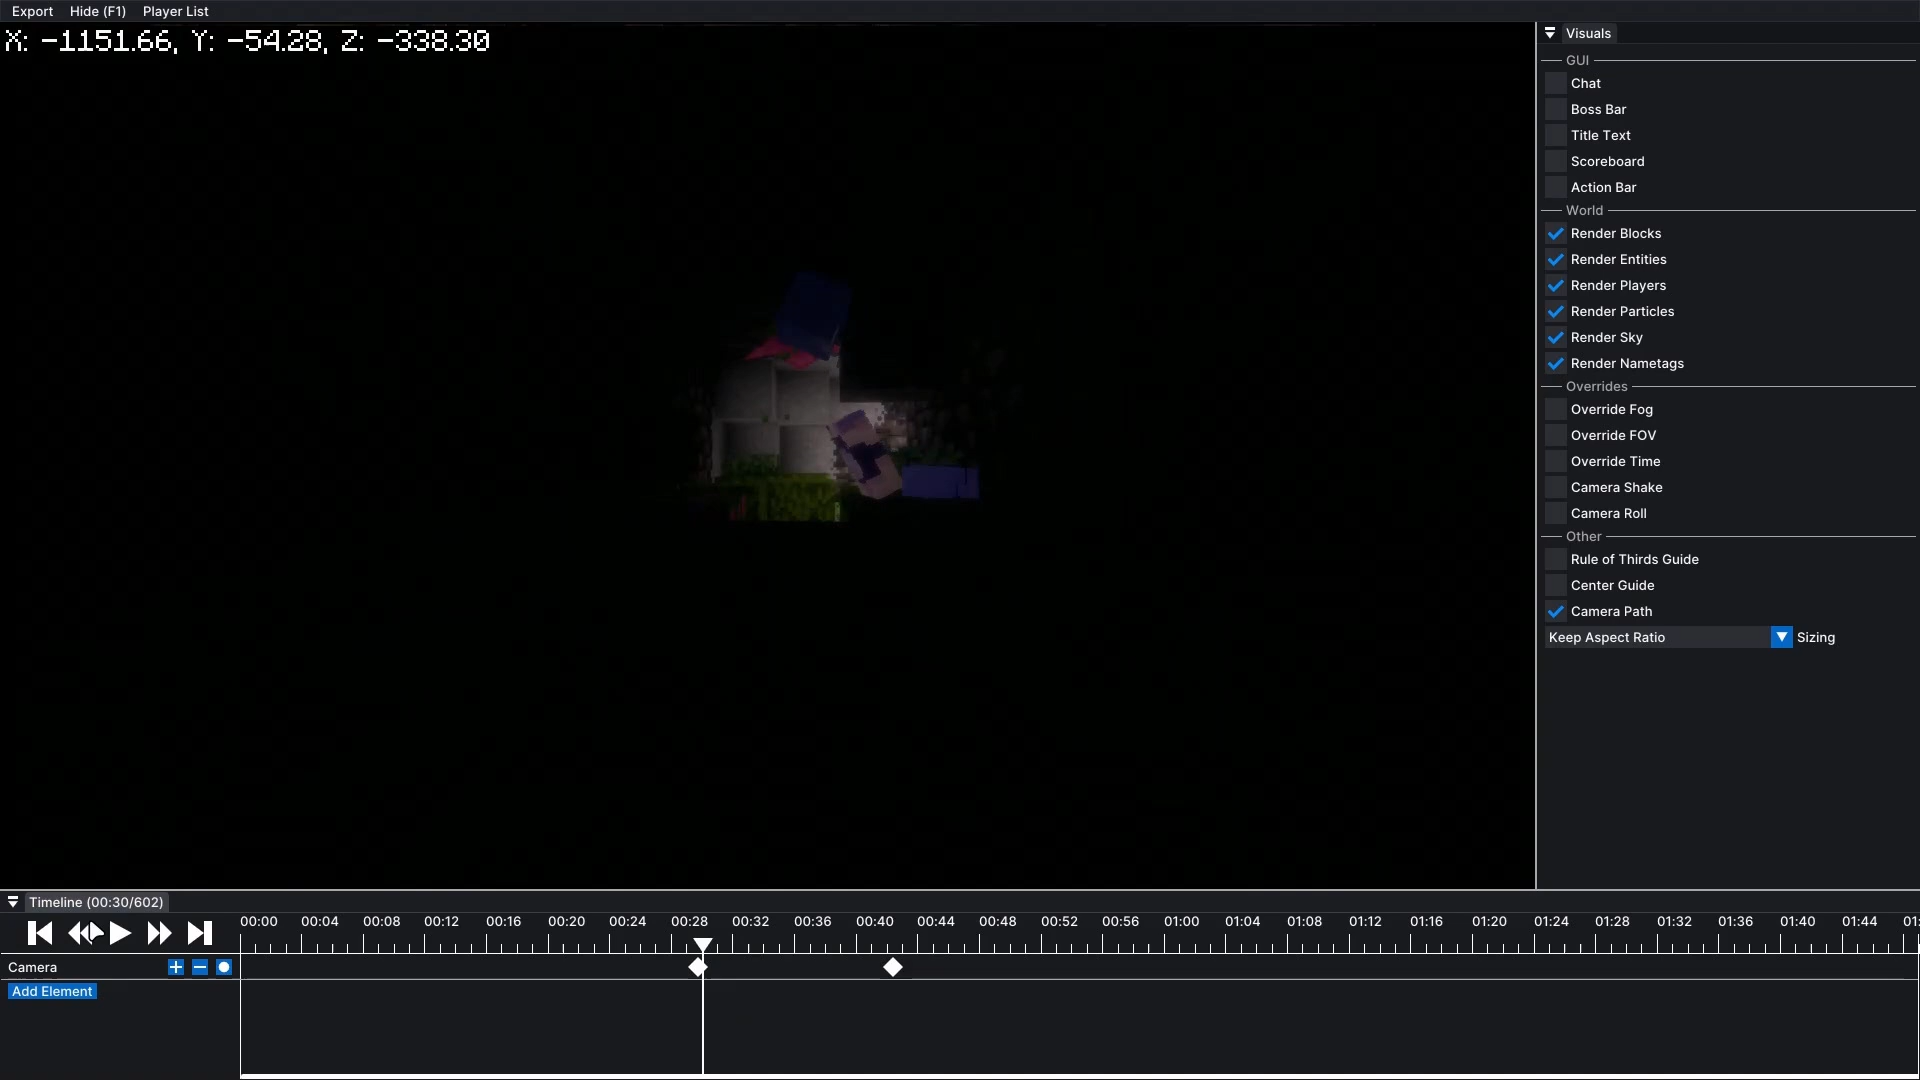 Export Hide (F1) Player List
X: -1151.66, Y: -54.28, Z: -338.30
Visuals
GUI
Chat
Boss Bar
Title Text
Scoreboard
Action Bar
World
Render Blocks
Render Entities
Render Players
Render Particles
Render Sky
Render Nametags
Overrides
Override Fog
Override FOV
Override Time
Camera Shake
Camera Roll
Other
Rule of Thirds Guide
Center Guide
Camera Path
Keep Aspect Ratio Sizing
Timeline (00:30/602)
00:00 00:04 00:08 00:12 00:16 00:20 00:24 00:28 00:32 00:36 00:40 00:44 00:48 00:52 00:56 01:00 01:04 01:08 01:12 01:16 01:20 01:24 01:28 01:32 01:36 01:40 01:44 01:
Camera
Add Element